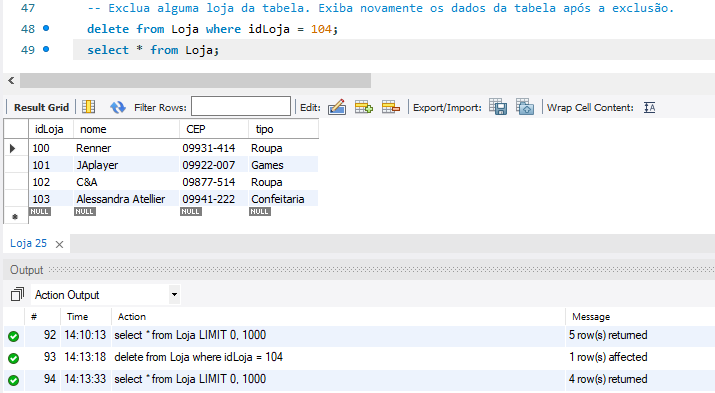 47 -- Exclua alguma loja da tabela. Exiba novamente os dados da tabela após a exclusão.
48 delete from Loja where idLoja = 104;
49 select * from Loja;
Result Grid Filter Rows: Edit: Export/Import: Wrap Cell Content: IA
idLoja nome CEP tipo
100 Renner 09931-414 Roupa
101 JAplayer 09922-007 Games
102 C&A 09877-514 Roupa
103 Alessandra Atellier 09941-222 Confeitaria
NULL NULL NULL NULL
Loja 25
Output
Action Output
# Time Action Message
92 14:10:13 select * from Loja LIMIT 0, 1000 5 row(s) returned
93 14:13:18 delete from Loja where idLoja = 104 1 row(s) affected
94 14:13:33 select * from Loja LIMIT 0, 1000 4 row(s) returned